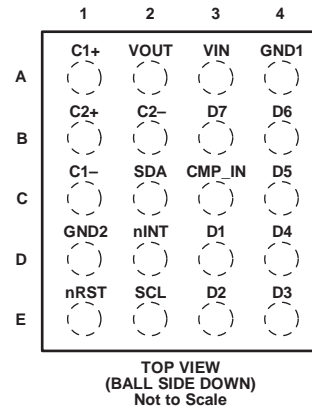 1 2 3 4
C1+ VOUT VIN GND1
A
C2+ C2– D7 D6
B
C1– SDA CMP_IN D5
C
GND2 nINT D1 D4
D
nRST SCL D2 D3
E
TOP VIEW
(BALL SIDE DOWN)
Not to Scale